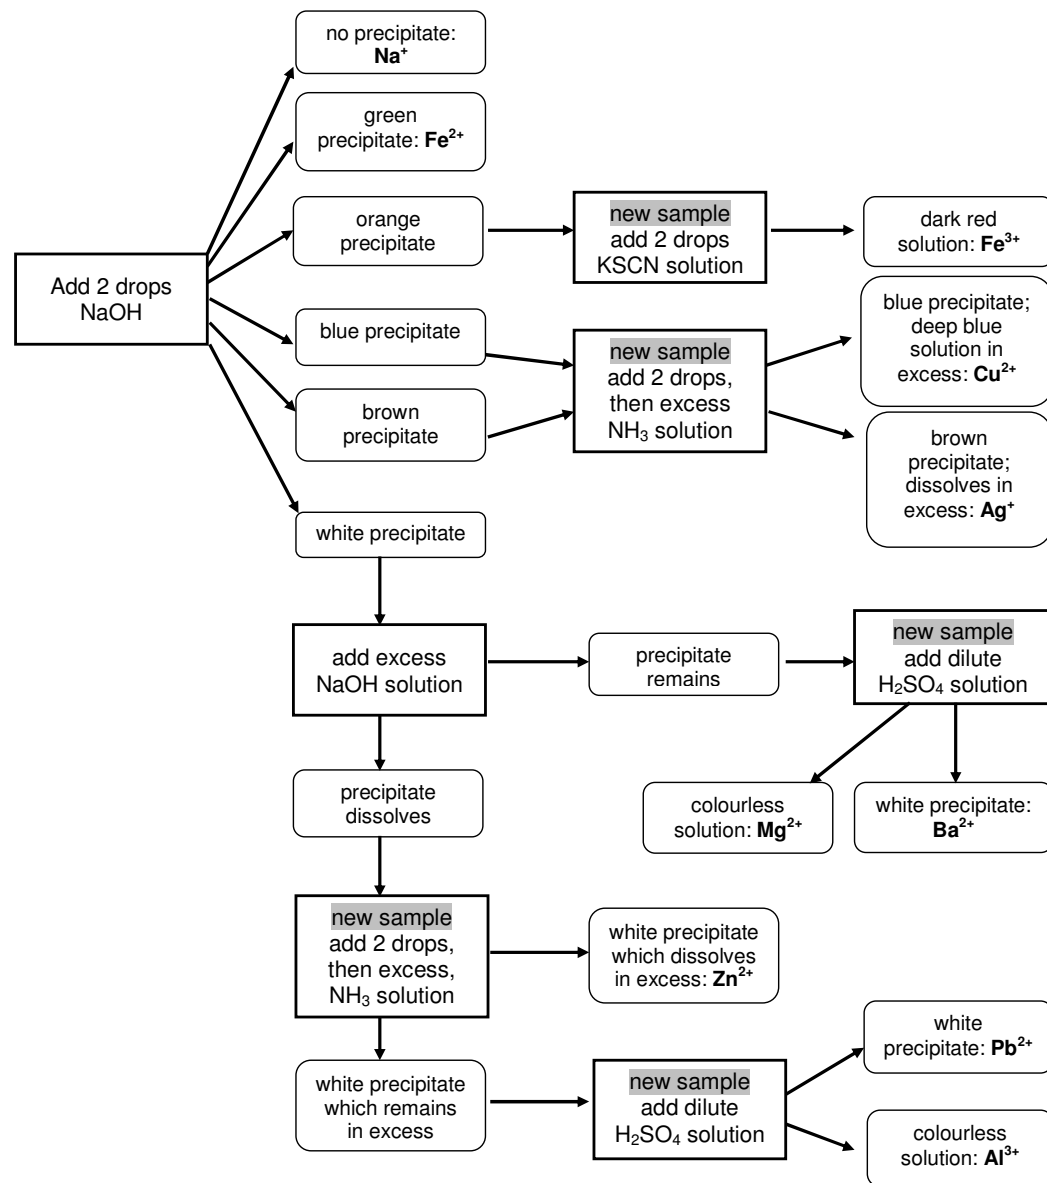 no precipitate:
Na⁺
green
precipitate: Fe²⁺
orange
precipitate
new sample
add 2 drops
KSCN solution
dark red
solution: Fe³⁺
Add 2 drops
NaOH
blue precipitate
brown
precipitate
new sample
add 2 drops,
then excess
NH₃ solution
blue precipitate;
deep blue
solution in
excess: Cu²⁺
brown
precipitate;
dissolves in
excess: Ag⁺
white precipitate
add excess
NaOH solution
precipitate
remains
new sample
add dilute
H₂SO₄ solution
precipitate
dissolves
colourless
solution: Mg²⁺
white precipitate:
Ba²⁺
new sample
add 2 drops,
then excess,
NH₃ solution
white precipitate
which dissolves
in excess: Zn²⁺
white precipitate
which remains
in excess
new sample
add dilute
H₂SO₄ solution
white
precipitate: Pb²⁺
colourless
solution: Al³⁺